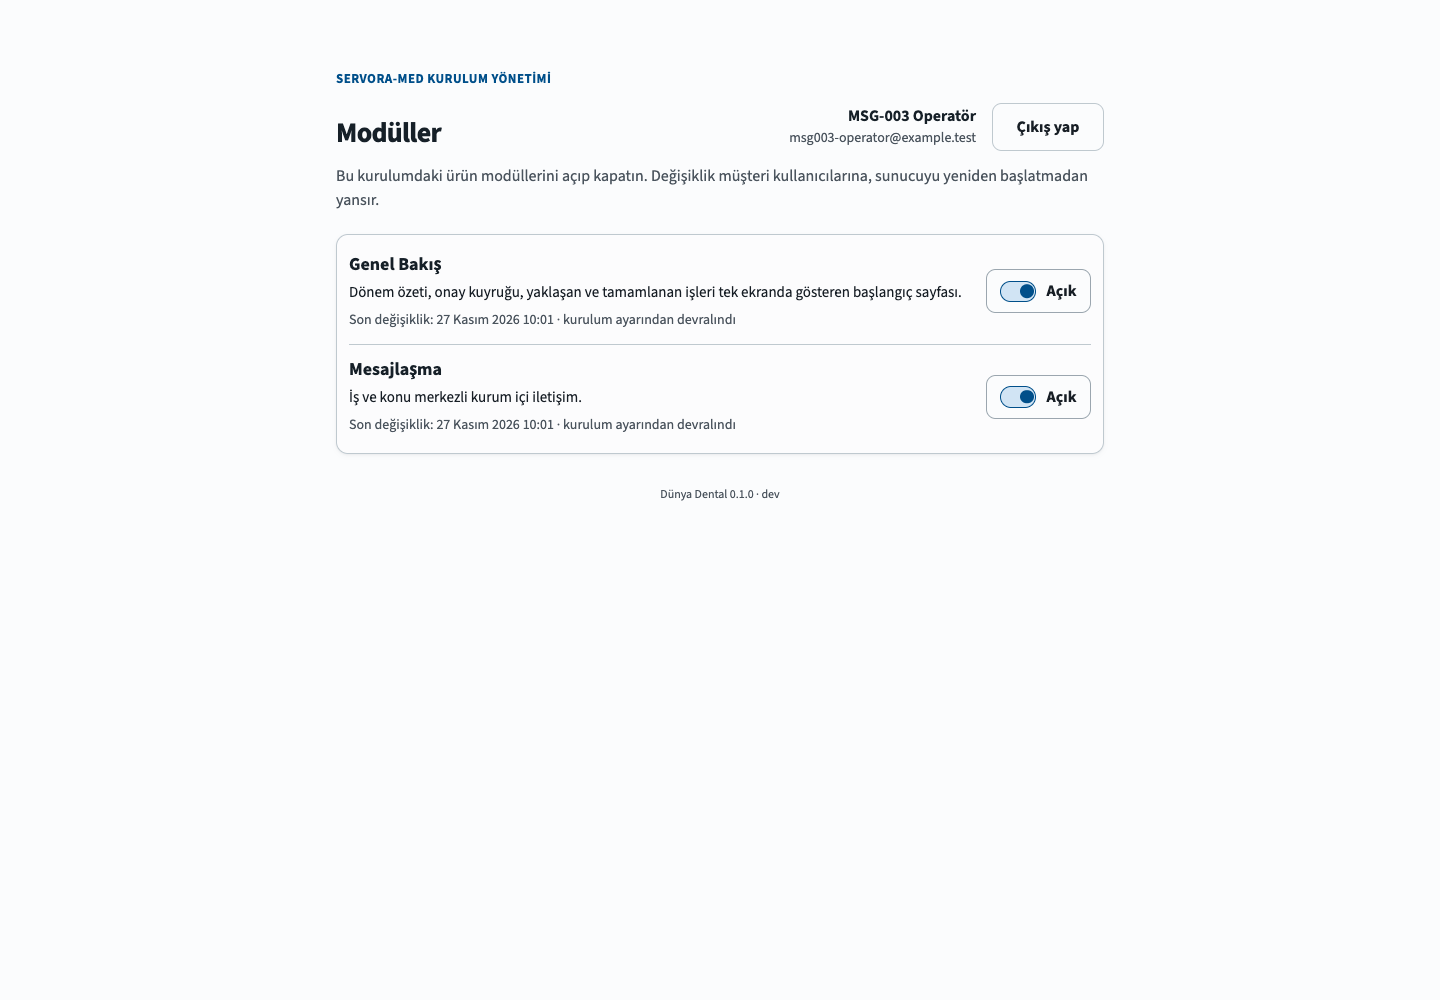 SERVORA-MED KURULUM YÖNETİMİ
Modüller
MSG-003 Operatör
msg003-operator@example.test
Çıkış yap
Bu kurulumdaki ürün modüllerini açıp kapatın. Değişiklik müşteri kullanıcılarına, sunucuyu yeniden başlatmadan
yansır.
Genel Bakış
Dönem özeti, onay kuyruğu, yaklaşan ve tamamlanan işleri tek ekranda gösteren başlangıç sayfası.
Son değişiklik: 27 Kasım 2026 10:01 · kurulum ayarından devralındı
Açık
Mesajlaşma
İş ve konu merkezli kurum içi iletişim.
Son değişiklik: 27 Kasım 2026 10:01 · kurulum ayarından devralındı
Açık
Dünya Dental 0.1.0 · dev